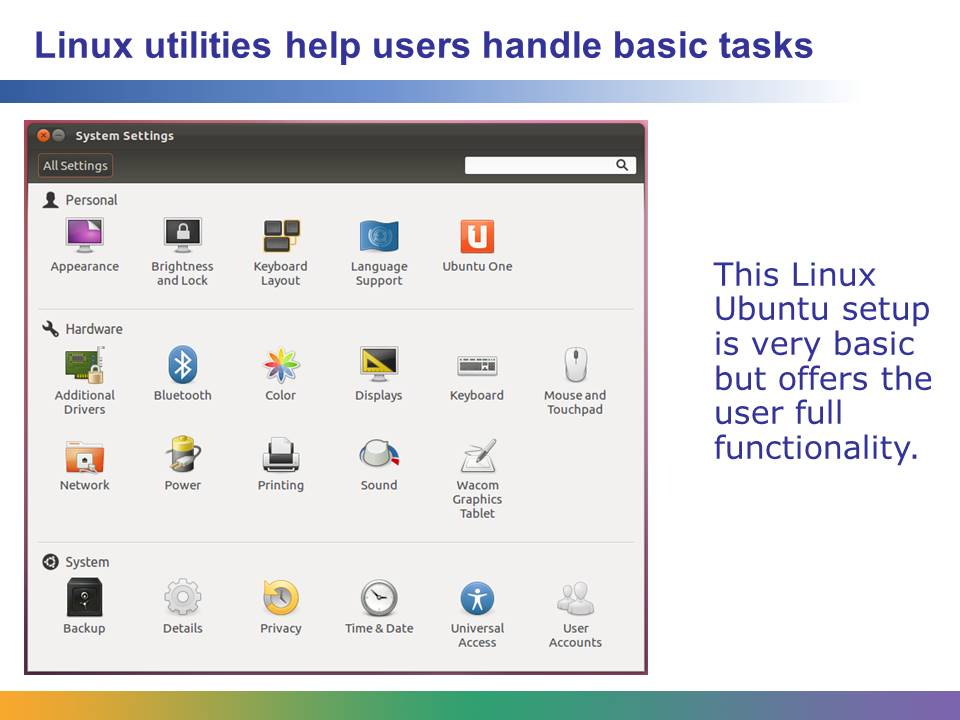 Linux utilities help users handle basic tasks
System Settings
All Settings
Personal
Appearance
Brightness
and Lock
Keyboard
Layout
Language
Support
Ubuntu One
Hardware
Additional
Drivers
Bluetooth
Color
Displays
Keyboard
Mouse and
Touchpad
Network
Power
Printing
Sound
Wacom
Graphics
Tablet
System
Backup
Details
Privacy
Time & Date
Universal
Access
User
Accounts
This Linux
Ubuntu setup
is very basic
but offers the
user full
functionality.